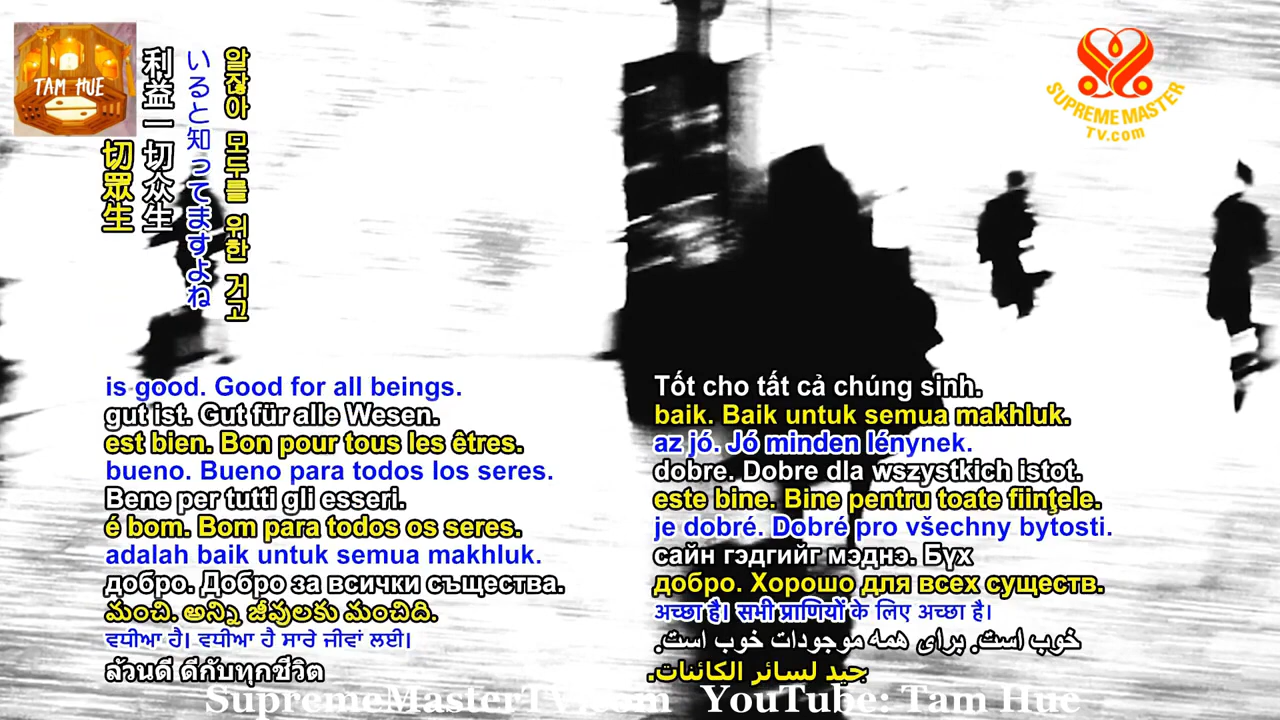 TAM HUE
SUPREME MASTER
TV.com
알잖아 모두를 위한 거고
いると知ってますよね
利益一切众生
切眾生
is good. Good for all beings.
gut ist. Gut für alle Wesen.
est bien. Bon pour tous les êtres.
bueno. Bueno para todos los seres.
Bene per tutti gli esseri.
é bom. Bom para todos os seres.
adalah baik untuk semua makhluk.
добро. Добро за всички същества.
మంచి. అన్ని జీవులకు మంచిది.
ਵਧੀਆ ਹੈ। ਵਧੀਆ ਹੈ ਸਾਰੇ ਜੀਵਾਂ ਲਈ।
ล้วนดี ดีกับทุกชีวิต
Tốt cho tất cả chúng sinh.
baik. Baik untuk semua makhluk.
az jó. Jó minden lénynek.
dobre. Dobre dla wszystkich istot.
este bine. Bine pentru toate fiinţele.
je dobré. Dobré pro všechny bytosti.
сайн гэдгийг мэднэ. Бүх
добро. Хорошо для всех существ.
अच्छा है। सभी प्राणियों के लिए अच्छा है।
خوب است. برای همه موجودات خوب است.
جيد لسائر الكائنات.
SupremeMasterTV.com YouTube: Tam Hue